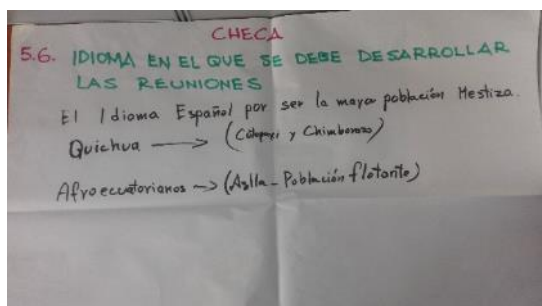 CHECA
5.6. IDIOMA EN EL QUE SE DEBE DESARROLLAR
LAS REUNIONES
El Idioma Español por ser la mayor población Mestiza.
Quichua → (Cotopaxi y Chimborazo)
Afroecuatorianos → (Aglla - Población flotante)